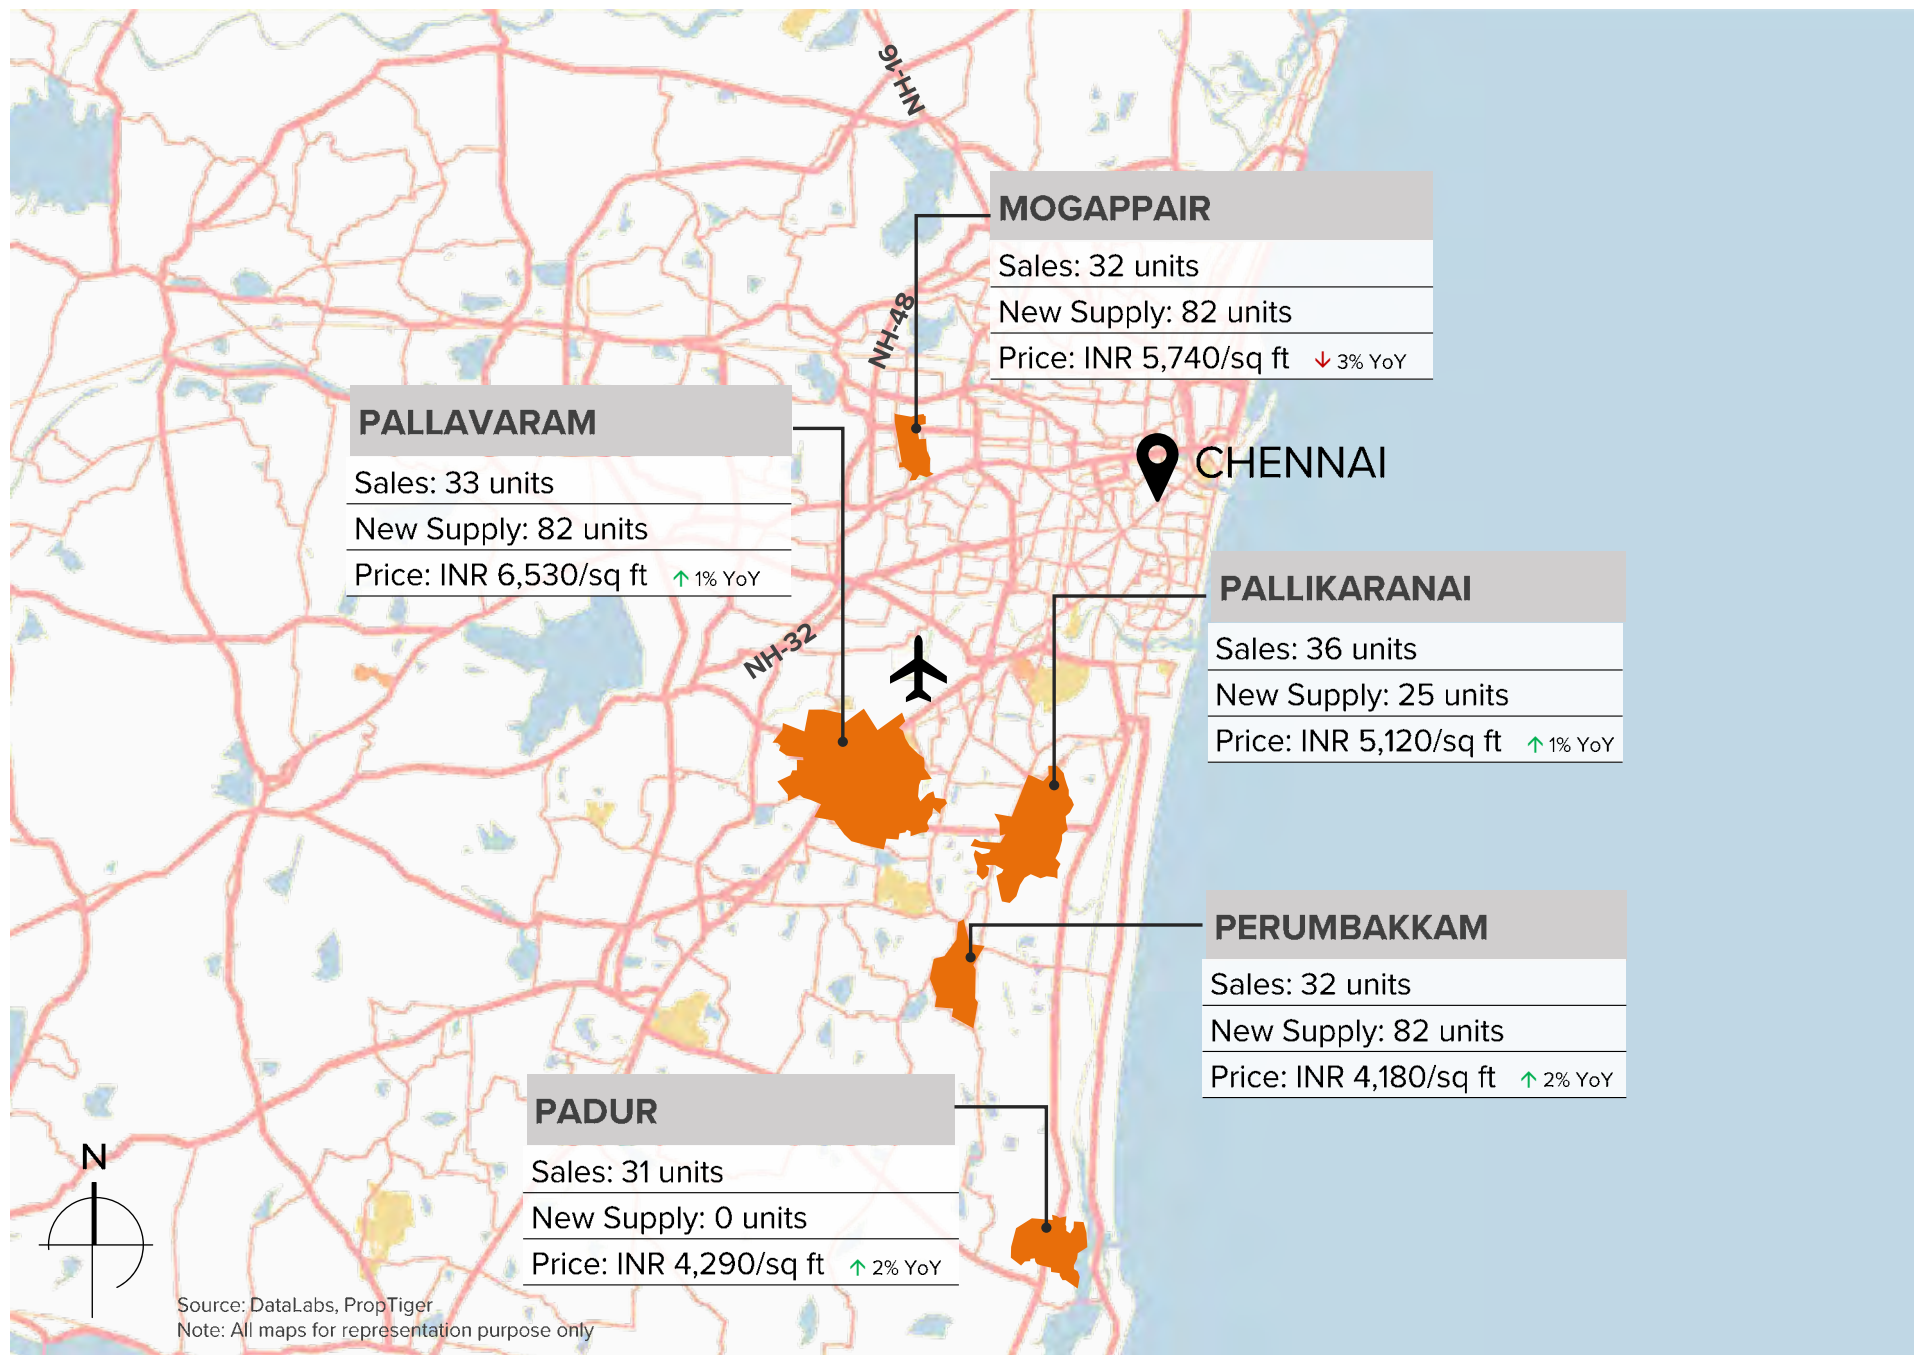 NH-16
MOGAPPAIR
Sales: 32 units
New Supply: 82 units
Price: INR 5,740/sq ft ↓ 3% YoY
NH-48
PALLAVARAM
Sales: 33 units
New Supply: 82 units
Price: INR 6,530/sq ft ↑ 1% YoY
CHENNAI
PALLIKARANAI
Sales: 36 units
New Supply: 25 units
Price: INR 5,120/sq ft ↑ 1% YoY
NH-32
PERUMBAKKAM
Sales: 32 units
New Supply: 82 units
Price: INR 4,180/sq ft ↑ 2% YoY
PADUR
Sales: 31 units
New Supply: 0 units
Price: INR 4,290/sq ft ↑ 2% YoY
N
Source: DataLabs, PropTiger
Note: All maps for representation purpose only